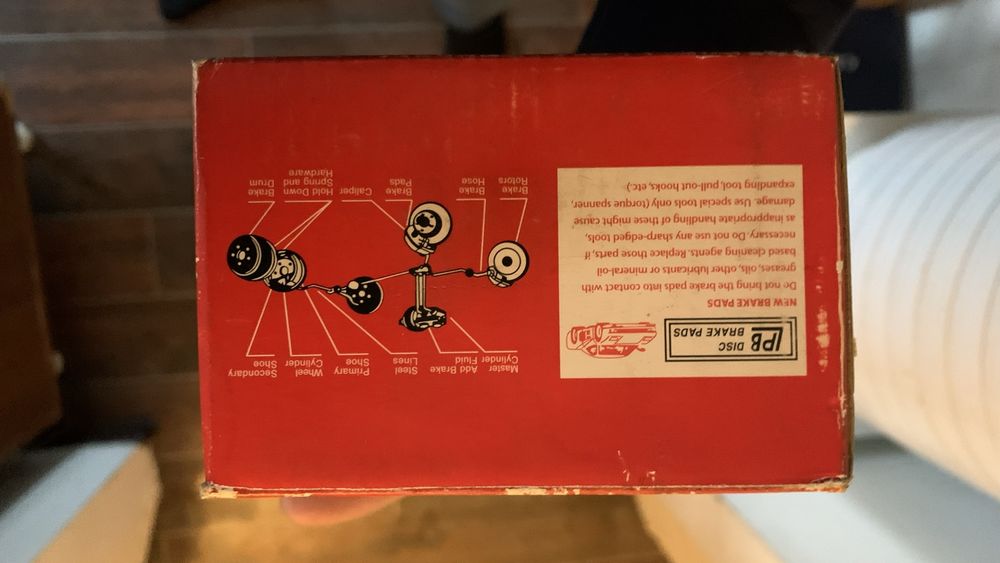 JPB
DISC
BRAKE PADS
NEW BRAKE PADS
Do not the bring brake into pads contact with
greases, oils, other lubricants or mineral-oil
based cleaning agents. Replace those parts, if
necessary. Do not use any sharp-edged tools,
as inappropriate handling of these might cause
damage. Use special tools only (torque spanner,
expanding, tool, pull-out hooks, etc.)
Master
Cylinder
Add Brake
Fluid
Steel
Lines
Primary
Shoe
Wheel
Cylinder
Secondary
Shoe
Brake
Rotors
Brake
Hose
Brake
Pads
Caliper
Hold Down
Spring and
Hardware
Brake
Drum